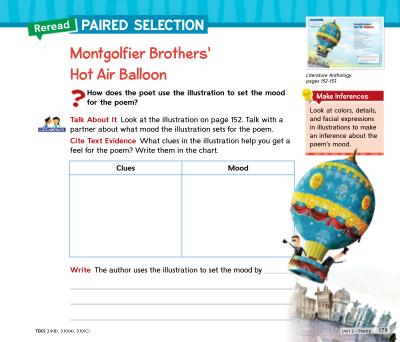 Reread PAIRED SELECTION
Montgolfier Brothers'
Hot Air Balloon
? How does the poet use the illustration to set the mood
for the poem?
Talk About It Look at the illustration on page 152. Talk with a
partner about what mood the illustration sets for the poem.
Cite Text Evidence What clues in the illustration help you get a
feel for the poem? Write them in the chart.
Clues Mood
Write The author uses the illustration to set the mood by
Literature Anthology:
pages 152-153
Make Inferences
Look at colors, details,
and facial expressions
in illustrations to make
an inference about the
poem's mood.
TEKS 3.9(B), 3.10(A), 3.10(C)
Unit 2 • Poetry 179